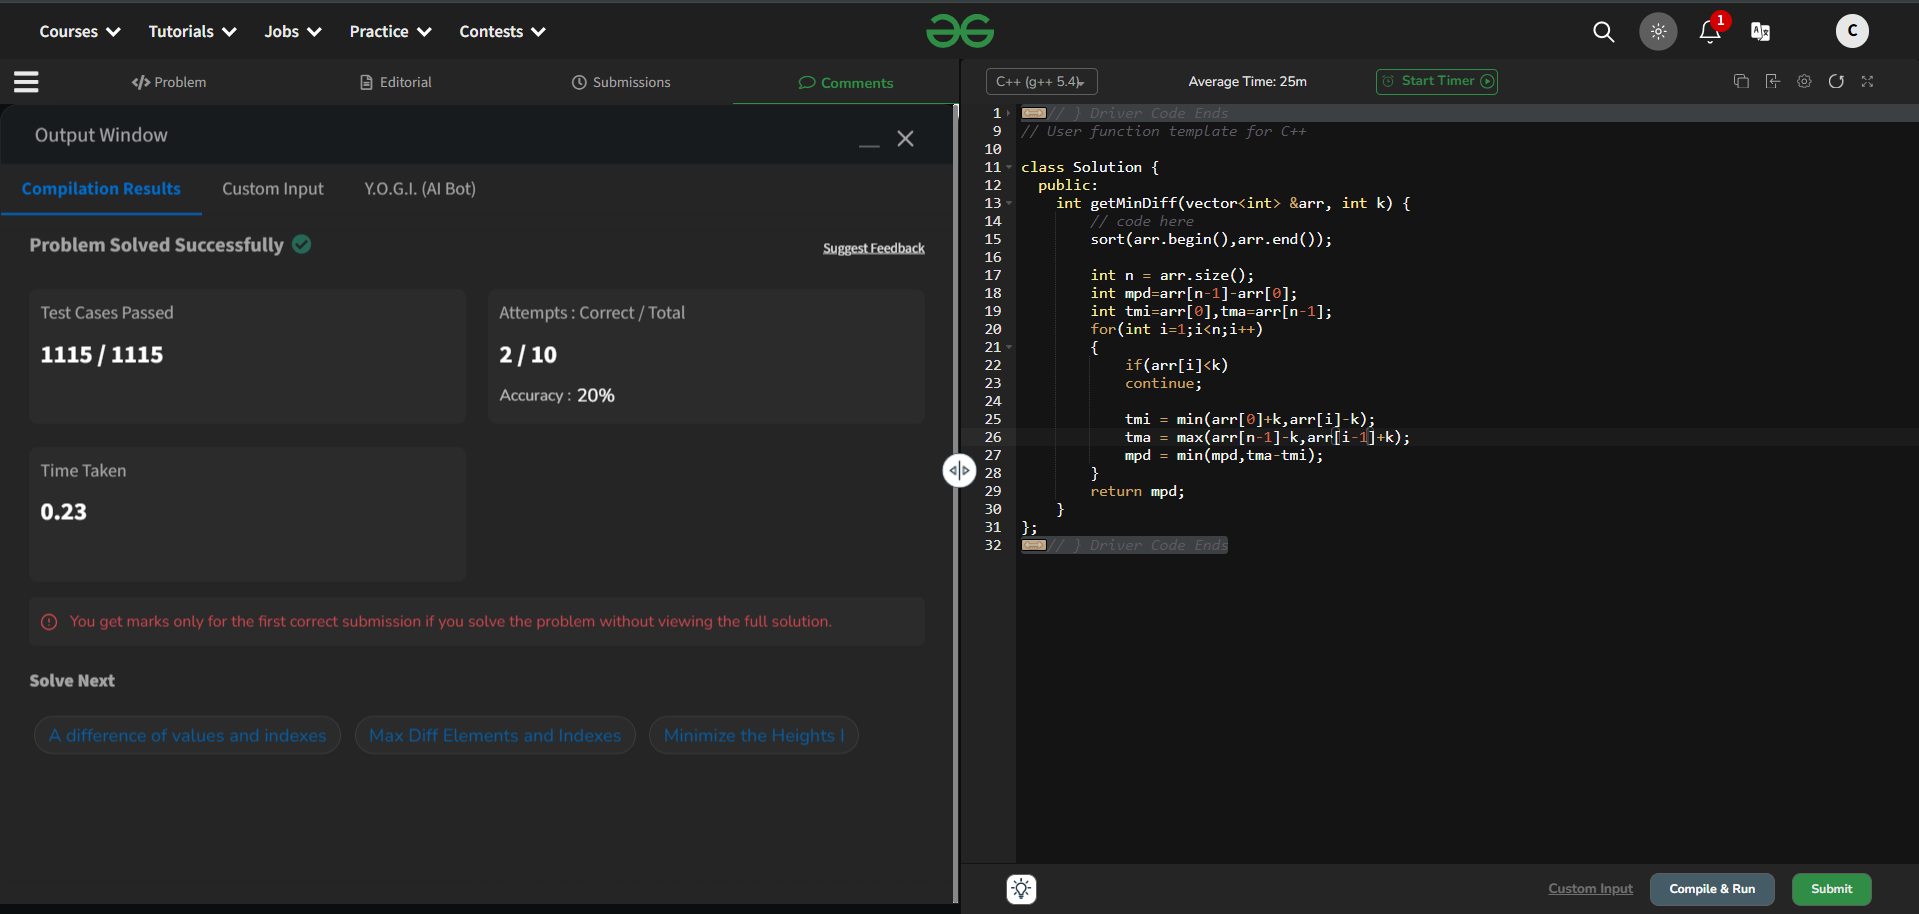 Courses Tutorials Jobs Practice Contests 1 C
Problem Editorial Submissions Comments
Output Window
Compilation Results Custom Input Y.O.G.I. (AI Bot)
Problem Solved Successfully
Suggest Feedback
Test Cases Passed
1115 / 1115
Attempts : Correct / Total
2 / 10
Accuracy : 20%
Time Taken
0.23
You get marks only for the first correct submission if you solve the problem without viewing the full solution.
Solve Next
A difference of values and indexes Max Diff Elements and Indexes Minimize the Heights I
C++ (g++ 5.4) Average Time: 25m Start Timer
1 // } Driver Code Ends
9 // User function template for C++
10
11 class Solution {
12 public:
13 int getMinDiff(vector<int> &arr, int k) {
14 // code here
15 sort(arr.begin(),arr.end());
16
17 int n = arr.size();
18 int mpd=arr[n-1]-arr[0];
19 int tmi=arr[0],tma=arr[n-1];
20 for(int i=1;i<n;i++)
21 {
22 if(arr[i]<k)
23 continue;
24
25 tmi = min(arr[0]+k,arr[i]-k);
26 tma = max(arr[n-1]-k,arr[i-1]+k);
27 mpd = min(mpd,tma-tmi);
28 }
29 return mpd;
30 }
31 };
32 // } Driver Code Ends
Custom Input Compile & Run Submit